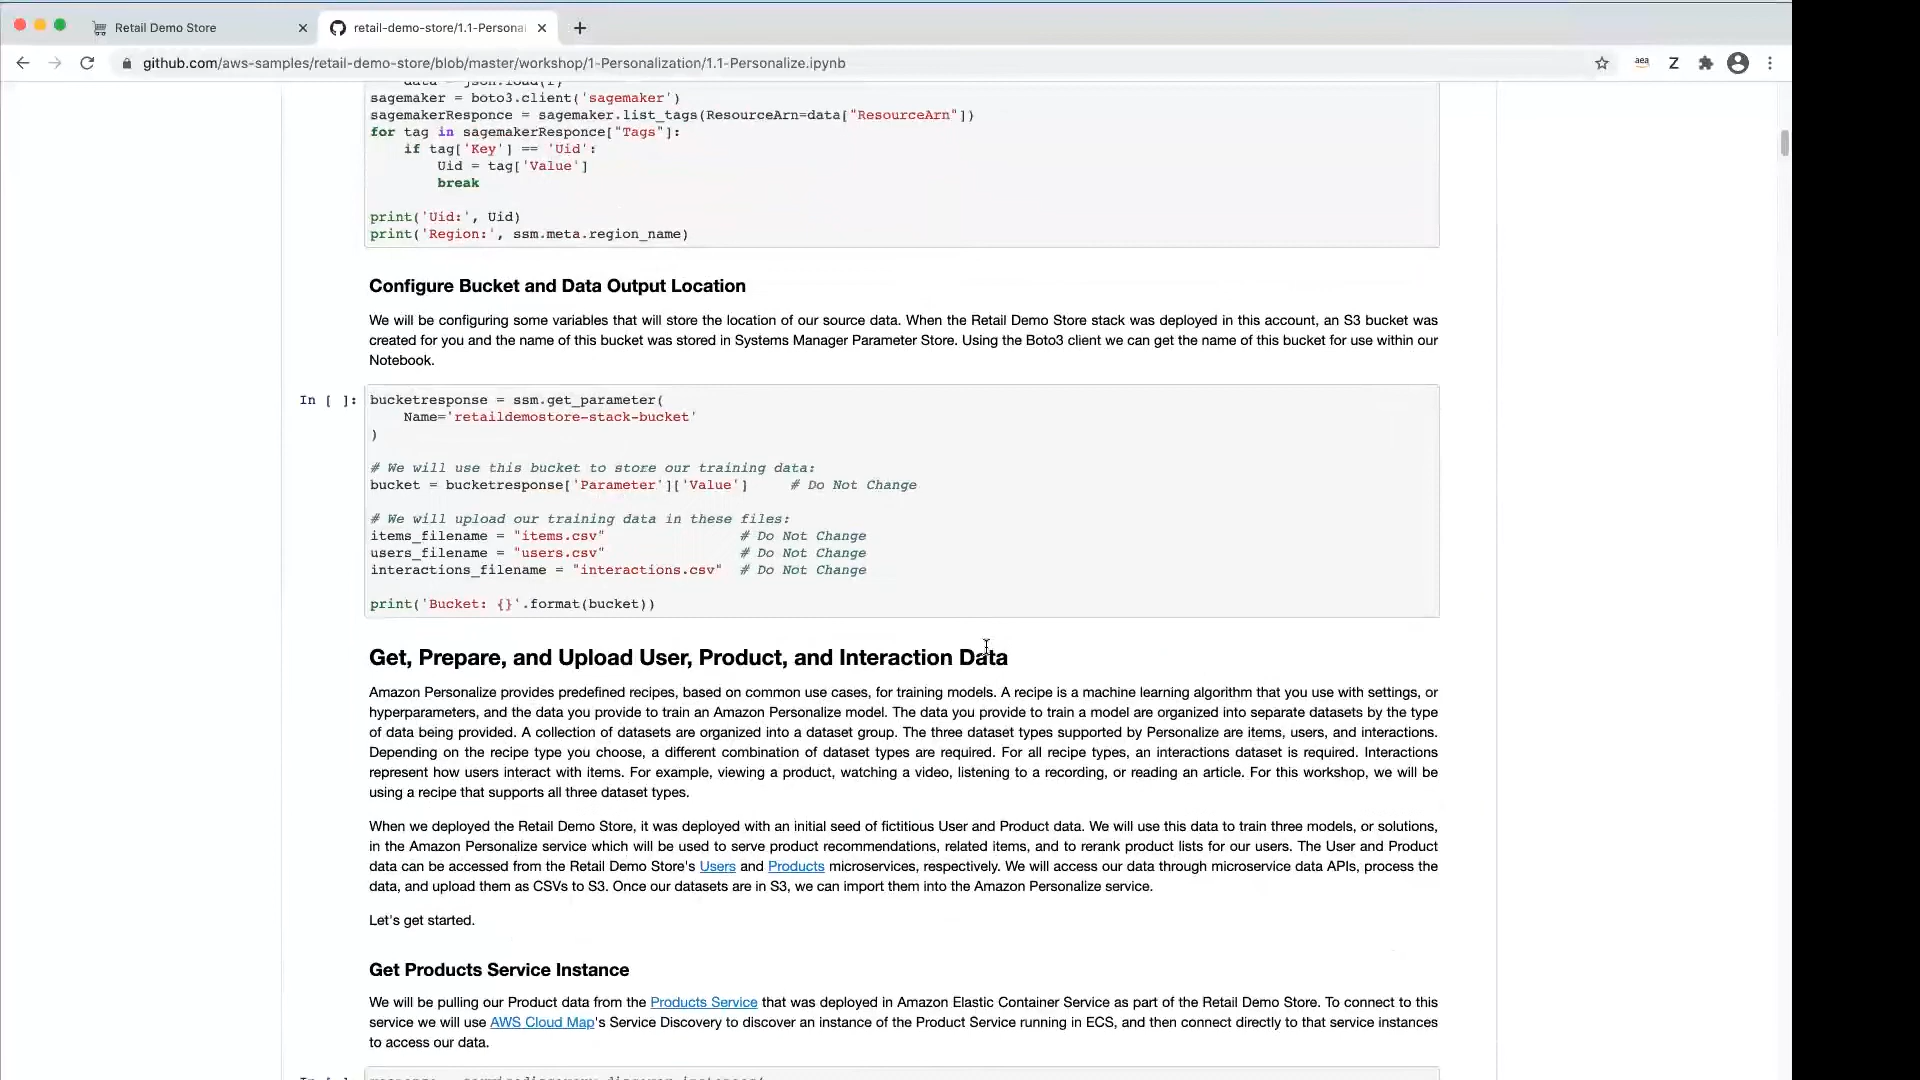 Retail Demo Store
retail-demo-store/1.1-Persona
github.com/aws-samples/retail-demo-store/blob/master/workshop/1-Personalization/1.1-Personalize.ipynb
aea
Z
sagemaker = boto3.client('sagemaker')
sagemakerResponce = sagemaker.list_tags(ResourceArn=data["ResourceArn"])
for tag in sagemakerResponce["Tags"]:
    if tag['Key'] == 'Uid':
        Uid = tag['Value']
        break
print('Uid:', Uid)
print('Region:', ssm.meta.region_name)
Configure Bucket and Data Output Location
We will be configuring some variables that will store the location of our source data. When the Retail Demo Store stack was deployed in this account, an S3 bucket was
created for you and the name of this bucket was stored in Systems Manager Parameter Store. Using the Boto3 client we can get the name of this bucket for use within our
Notebook.
In [ ]: bucketresponse = ssm.get_parameter(
    Name='retaildemostore-stack-bucket'
)
# We will use this bucket to store our training data:
bucket = bucketresponse['Parameter']['Value']     # Do Not Change
# We will upload our training data in these files:
items_filename = "items.csv"                # Do Not Change
users_filename = "users.csv"                # Do Not Change
interactions_filename = "interactions.csv"  # Do Not Change
print('Bucket: {}'.format(bucket))
Get, Prepare, and Upload User, Product, and Interaction Data
Amazon Personalize provides predefined recipes, based on common use cases, for training models. A recipe is a machine learning algorithm that you use with settings, or
hyperparameters, and the data you provide to train an Amazon Personalize model. The data you provide to train a model are organized into separate datasets by the type
of data being provided. A collection of datasets are organized into a dataset group. The three dataset types supported by Personalize are items, users, and interactions.
Depending on the recipe type you choose, a different combination of dataset types are required. For all recipe types, an interactions dataset is required. Interactions
represent how users interact with items. For example, viewing a product, watching a video, listening to a recording, or reading an article. For this workshop, we will be
using a recipe that supports all three dataset types.
When we deployed the Retail Demo Store, it was deployed with an initial seed of fictitious User and Product data. We will use this data to train three models, or solutions,
in the Amazon Personalize service which will be used to serve product recommendations, related items, and to rerank product lists for our users. The User and Product
data can be accessed from the Retail Demo Store's Users and Products microservices, respectively. We will access our data through microservice data APIs, process the
data, and upload them as CSVs to S3. Once our datasets are in S3, we can import them into the Amazon Personalize service.
Let's get started.
Get Products Service Instance
We will be pulling our Product data from the Products Service that was deployed in Amazon Elastic Container Service as part of the Retail Demo Store. To connect to this
service we will use AWS Cloud Map's Service Discovery to discover an instance of the Product Service running in ECS, and then connect directly to that service instances
to access our data.